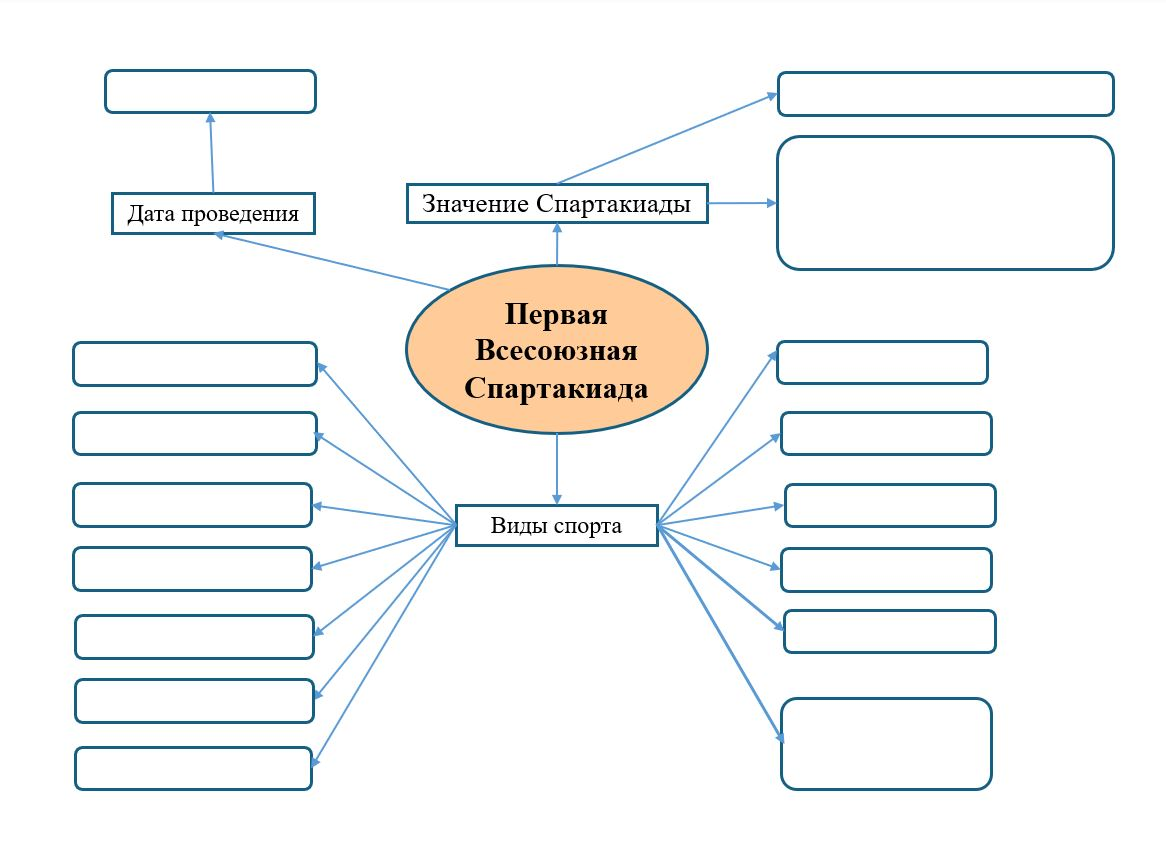 Дата проведения
Значение Спартакиады
Первая
Всесоюзная
Спартакиада
Виды спорта